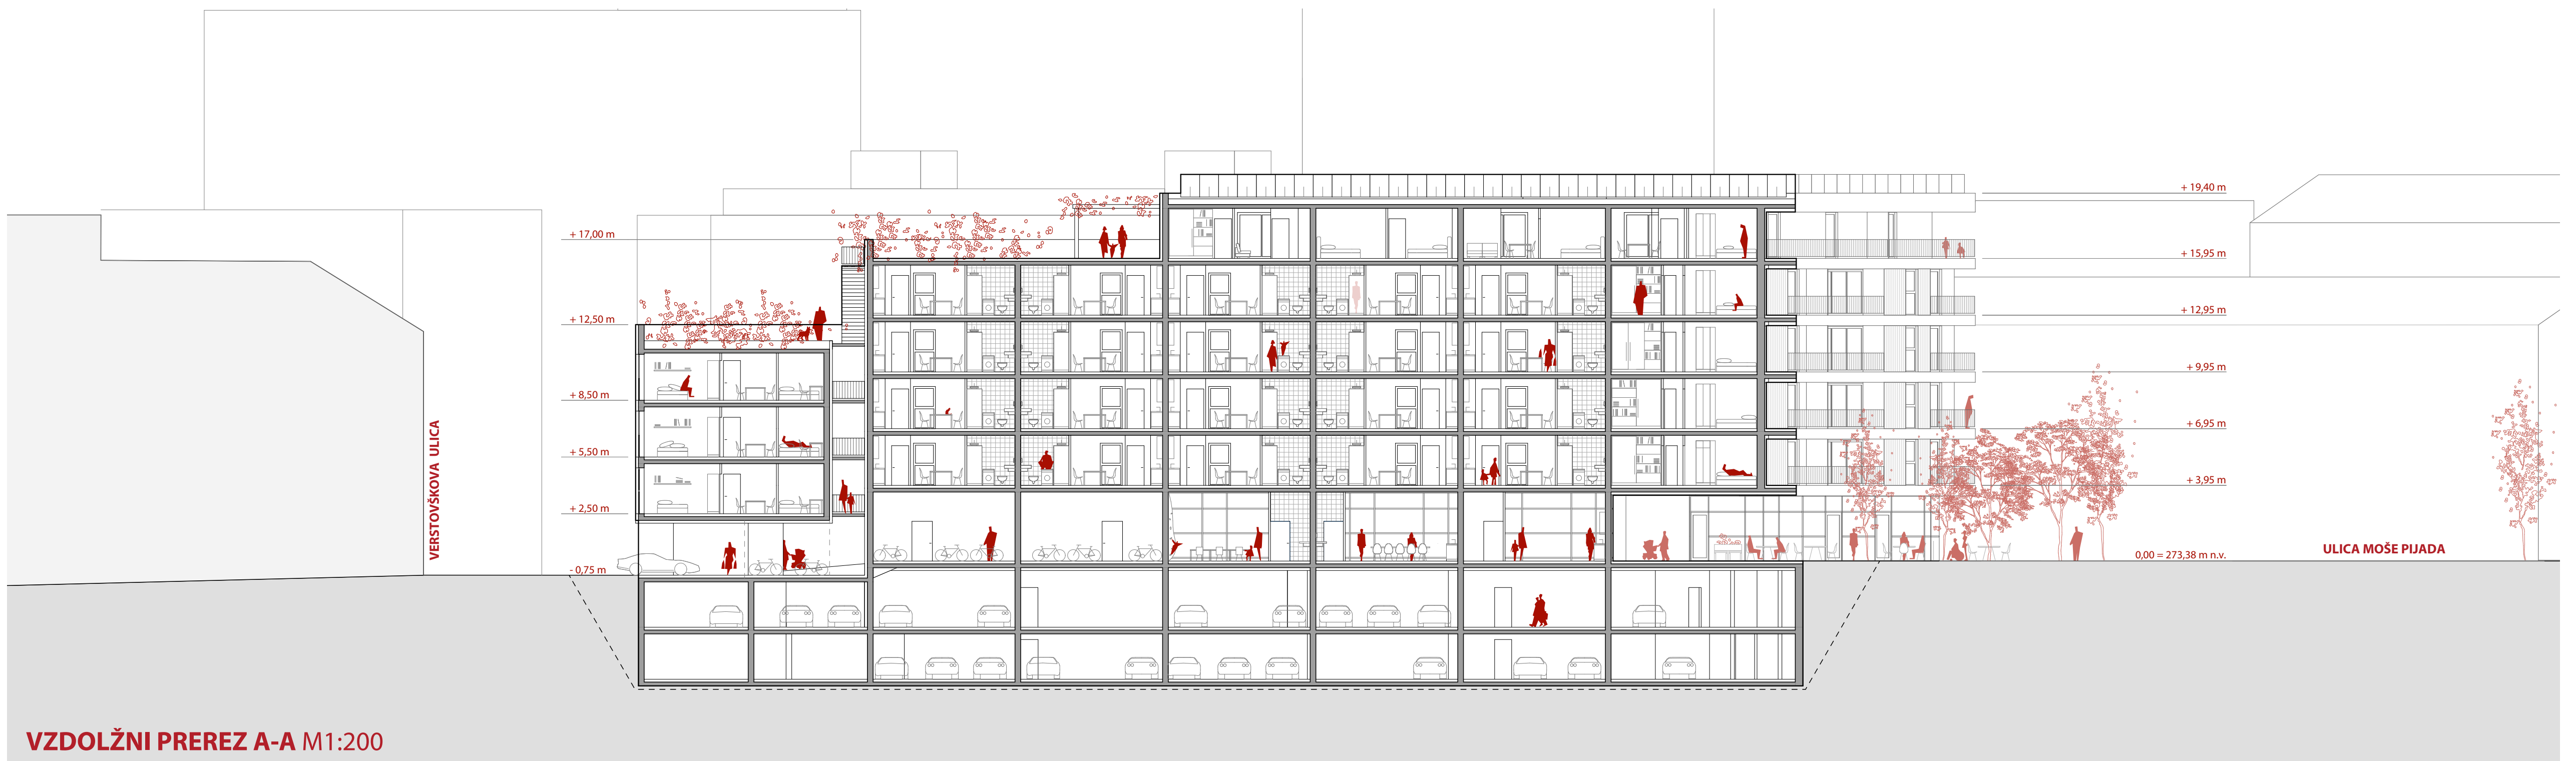 + 17,00 m
+ 12,50 m
+ 8,50 m
+ 5,50 m
+ 2,50 m
- 0,75 m
VERSTOVŠKOVA ULICA
+ 19,40 m
+ 15,95 m
+ 12,95 m
+ 9,95 m
+ 6,95 m
+ 3,95 m
0,00 = 273,38 m n.v.
ULICA MOŠE PIJADA
VZDOLŽNI PREREZ A-A M1:200